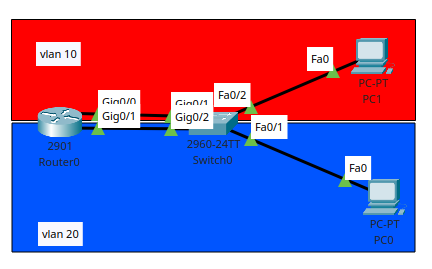 vlan 10
Fa0
PC-PT
PC1
Fa0/2
Gig0/0
Gig0/1
Gig0/1
Gig0/2
2901
Router0
2960-24TT
Switch0
Fa0/1
Fa0
PC-PT
PC0
vlan 20